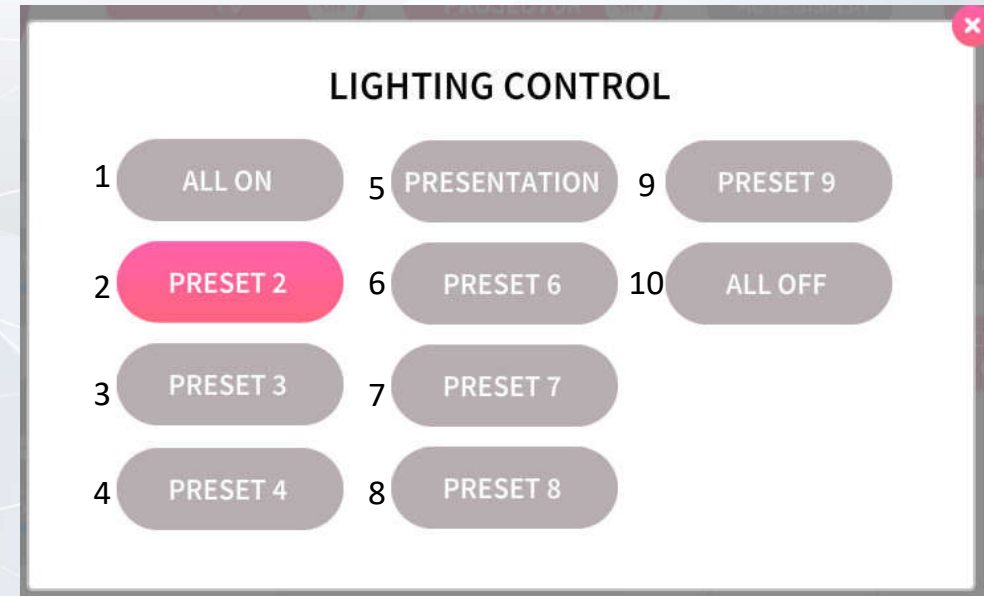 LIGHTING CONTROL
1 ALL ON
2 PRESET 2
3 PRESET 3
4 PRESET 4
5 PRESENTATION
6 PRESET 6
7 PRESET 7
8 PRESET 8
9 PRESET 9
10 ALL OFF